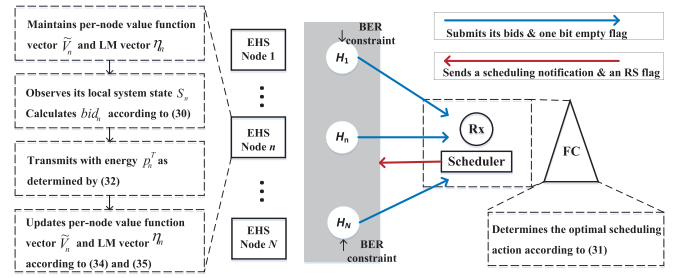 Maintains per-node value function
vector Ṽn and LM vector ηn
Observes its local system state Sn
Calculates bidn according to (30)
Transmits with energy pnT as
determined by (32)
Updates per-node value function
vector Ṽn and LM vector ηn
according to (34) and (35)
EHS
Node 1
EHS
Node n
EHS
Node N
BER
constraint
H1
Hn
HN
BER
constraint
Submits its bids & one bit empty flag
Sends a scheduling notification & an RS flag
Rx
Scheduler
FC
Determines the optimal scheduling
action according to (31)